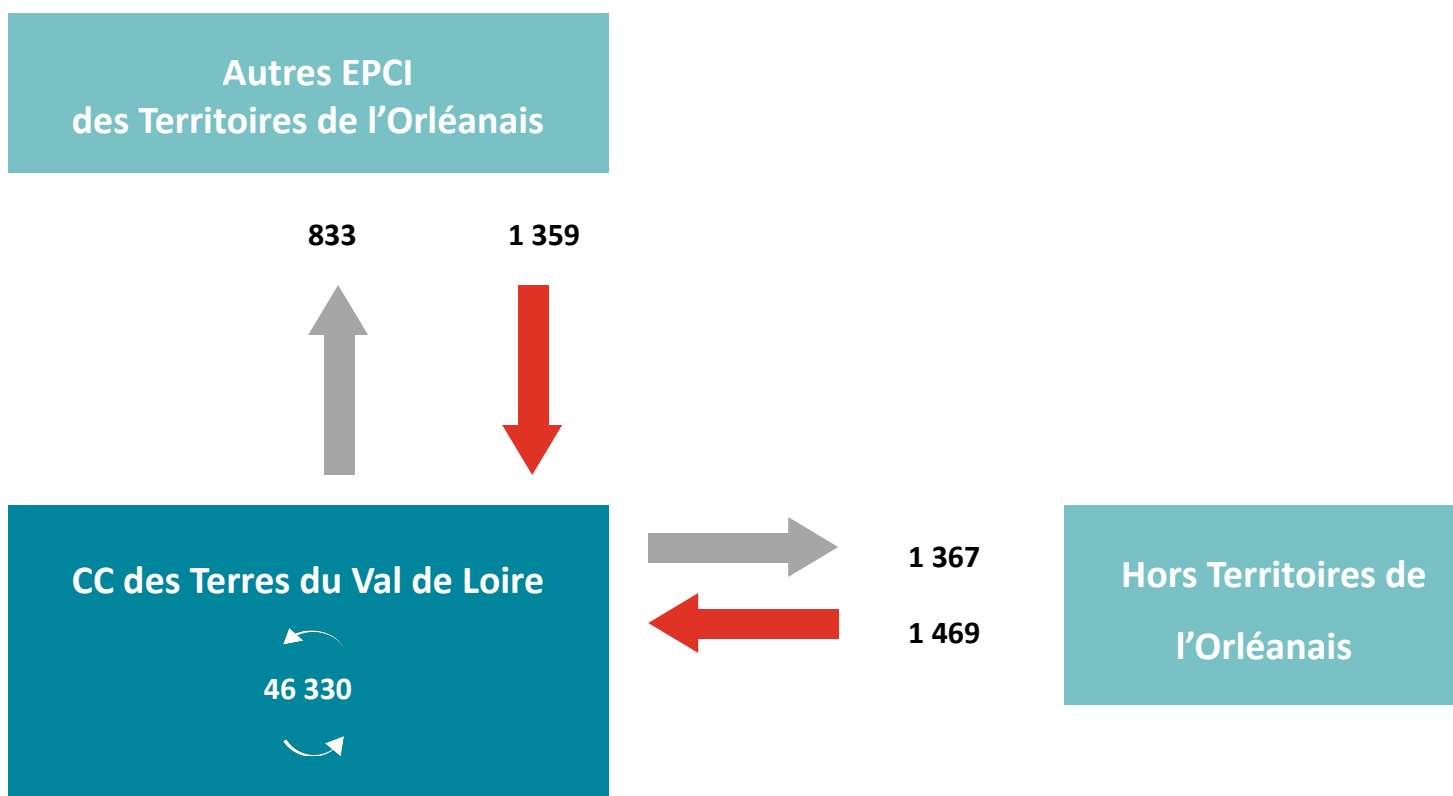 Autres EPCI
des Territoires de l’Orléanais
833
1 359
CC des Terres du Val de Loire
46 330
1 367
1 469
Hors Territoires de
l’Orléanais